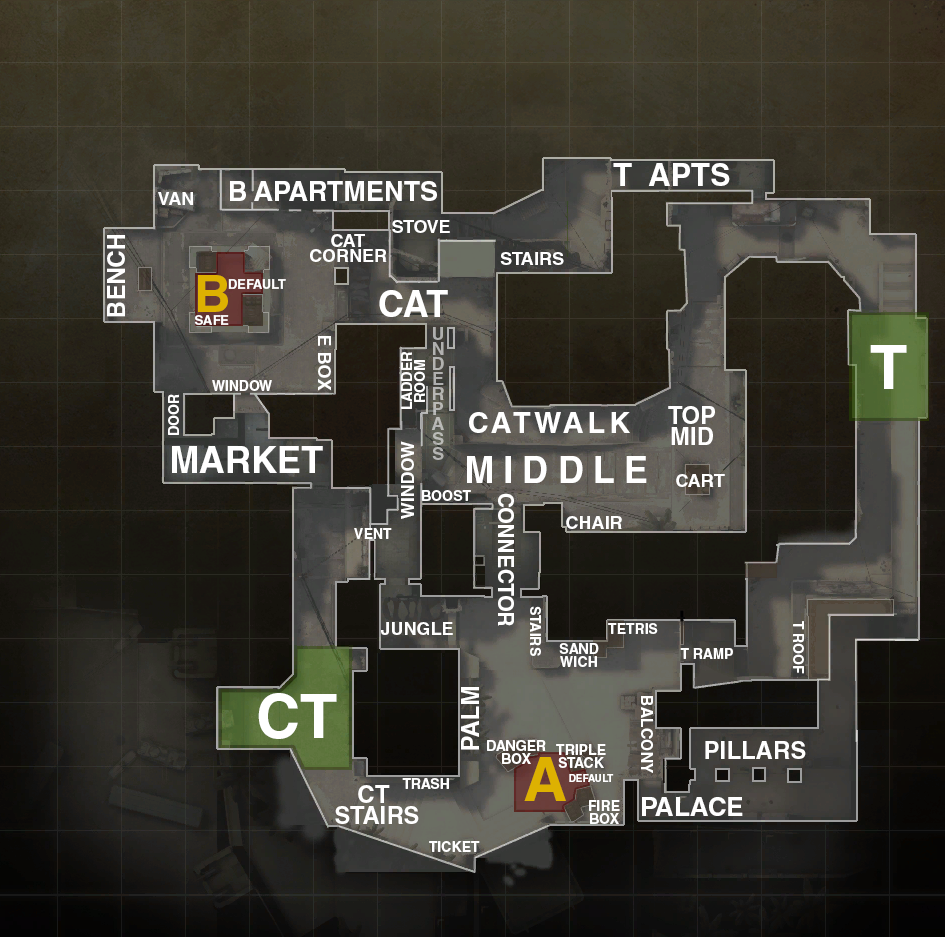 T APTS
VAN
B APARTMENTS
STOVE
CAT
CORNER
STAIRS
BENCH
B
DEFAULT
SAFE
CAT
UNDERPASS
E BOX
LADDER
ROOM
T
WINDOW
DOOR
CATWALK
TOP
MID
MARKET
WINDOW
MIDDLE
CART
BOOST
CONNECTOR
CHAIR
VENT
JUNGLE
STAIRS
TETRIS
SAND
WICH
T RAMP
T ROOF
CT
PALM
BALCONY
DANGER
BOX
TRIPLE
STACK
PILLARS
A
DEFAULT
TRASH
CT
STAIRS
FIRE
BOX
PALACE
TICKET